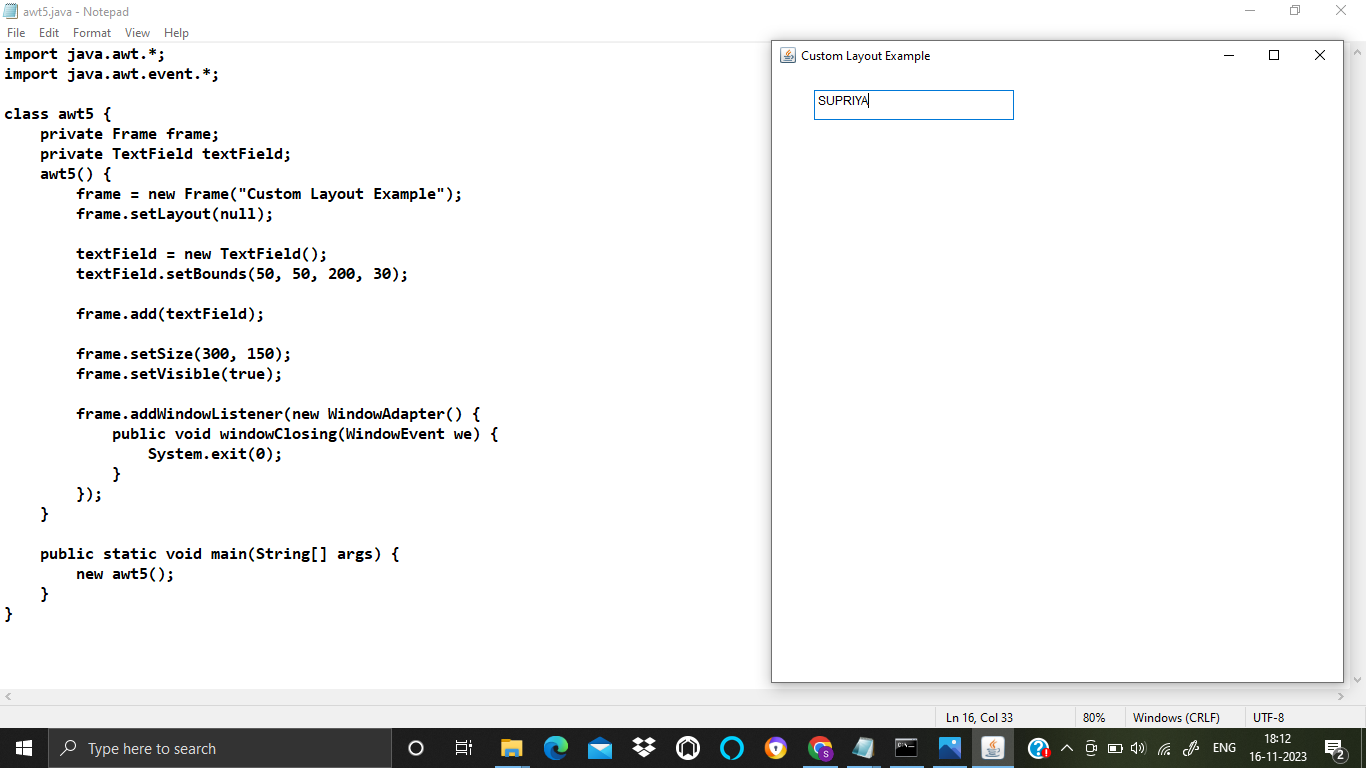 awt5.java - Notepad
File Edit Format View Help
import java.awt.*;
import java.awt.event.*;

class awt5 {
    private Frame frame;
    private TextField textField;
    awt5() {
        frame = new Frame("Custom Layout Example");
        frame.setLayout(null);

        textField = new TextField();
        textField.setBounds(50, 50, 200, 30);

        frame.add(textField);

        frame.setSize(300, 150);
        frame.setVisible(true);

        frame.addWindowListener(new WindowAdapter() {
            public void windowClosing(WindowEvent we) {
                System.exit(0);
            }
        });
    }

    public static void main(String[] args) {
        new awt5();
    }
}
Custom Layout Example
SUPRIYA
Ln 16, Col 33 80% Windows (CRLF) UTF-8
Type here to search
S
ENG
18:12
16-11-2023
2